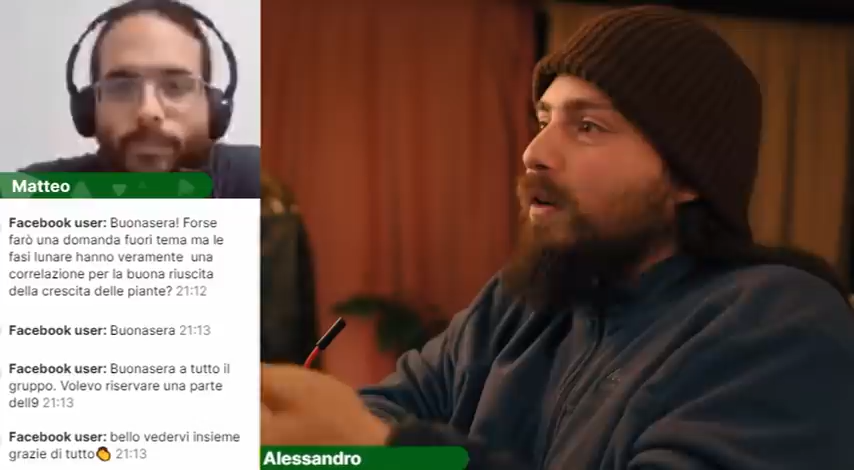 Matteo
Facebook user: Buonasera! Forse
farò una domanda fuori tema ma le
fasi lunare hanno veramente una
correlazione per la buona riuscita
della crescita delle piante? 21:12
Facebook user: Buonasera 21:13
Facebook user: Buonasera a tutto il
gruppo. Volevo riservare una parte
dell9 21:13
Facebook user: bello vedervi insieme
grazie di tutto👏 21:13
Alessandro